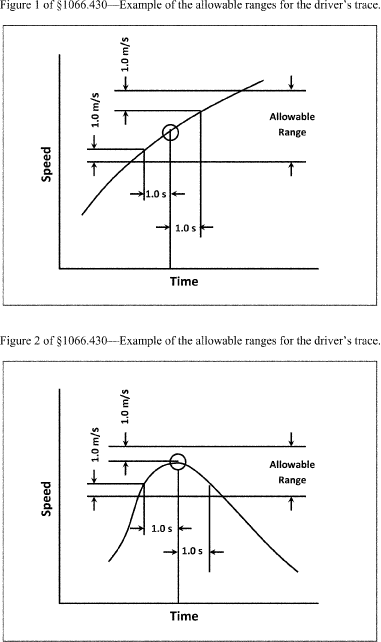 Figure 1 of §1066.430—Example of the allowable ranges for the driver's trace.
1.0 m/s
1.0 m/s
Allowable
Range
Speed
1.0 s
1.0 s
Time
Figure 2 of §1066.430—Example of the allowable ranges for the driver's trace.
1.0 m/s
1.0 m/s
Allowable
Range
Speed
1.0 s
1.0 s
Time